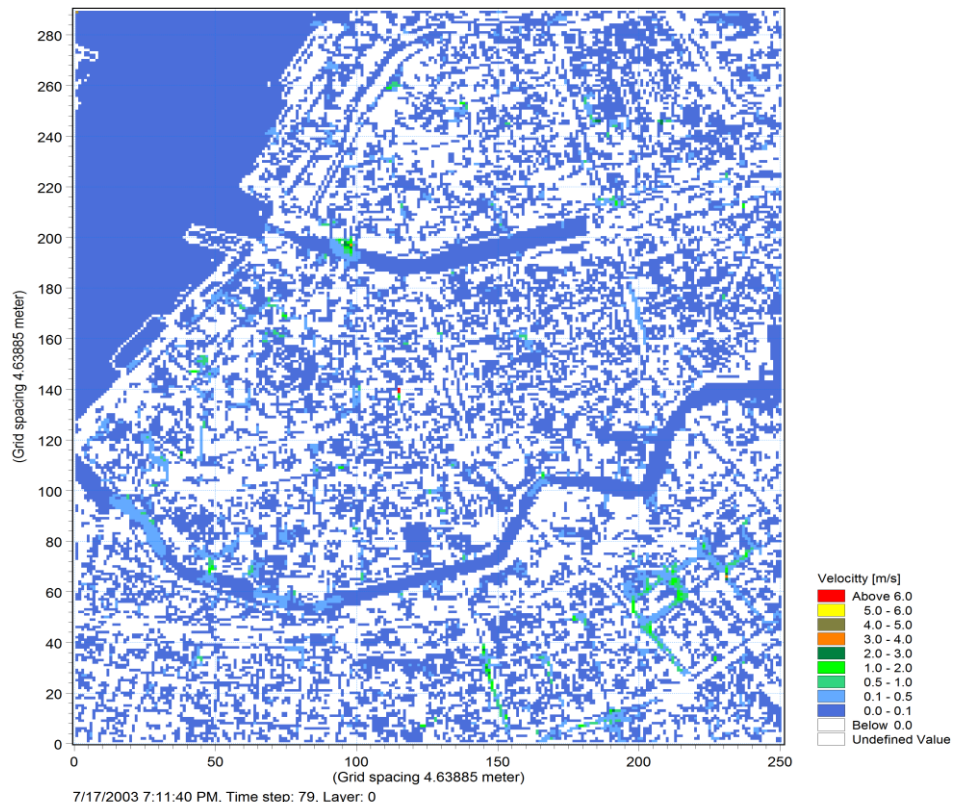 280
260
240
220
200
180
160
140
120
100
80
60
40
20
0
(Grid spacing 4.63885 meter)
0
50
100
150
200
250
(Grid spacing 4.63885 meter)
7/17/2003 7:11:40 PM, Time step: 79, Layer: 0
Velocitty [m/s]
Above 6.0
5.0 - 6.0
4.0 - 5.0
3.0 - 4.0
2.0 - 3.0
1.0 - 2.0
0.5 - 1.0
0.1 - 0.5
0.0 - 0.1
Below 0.0
Undefined Value